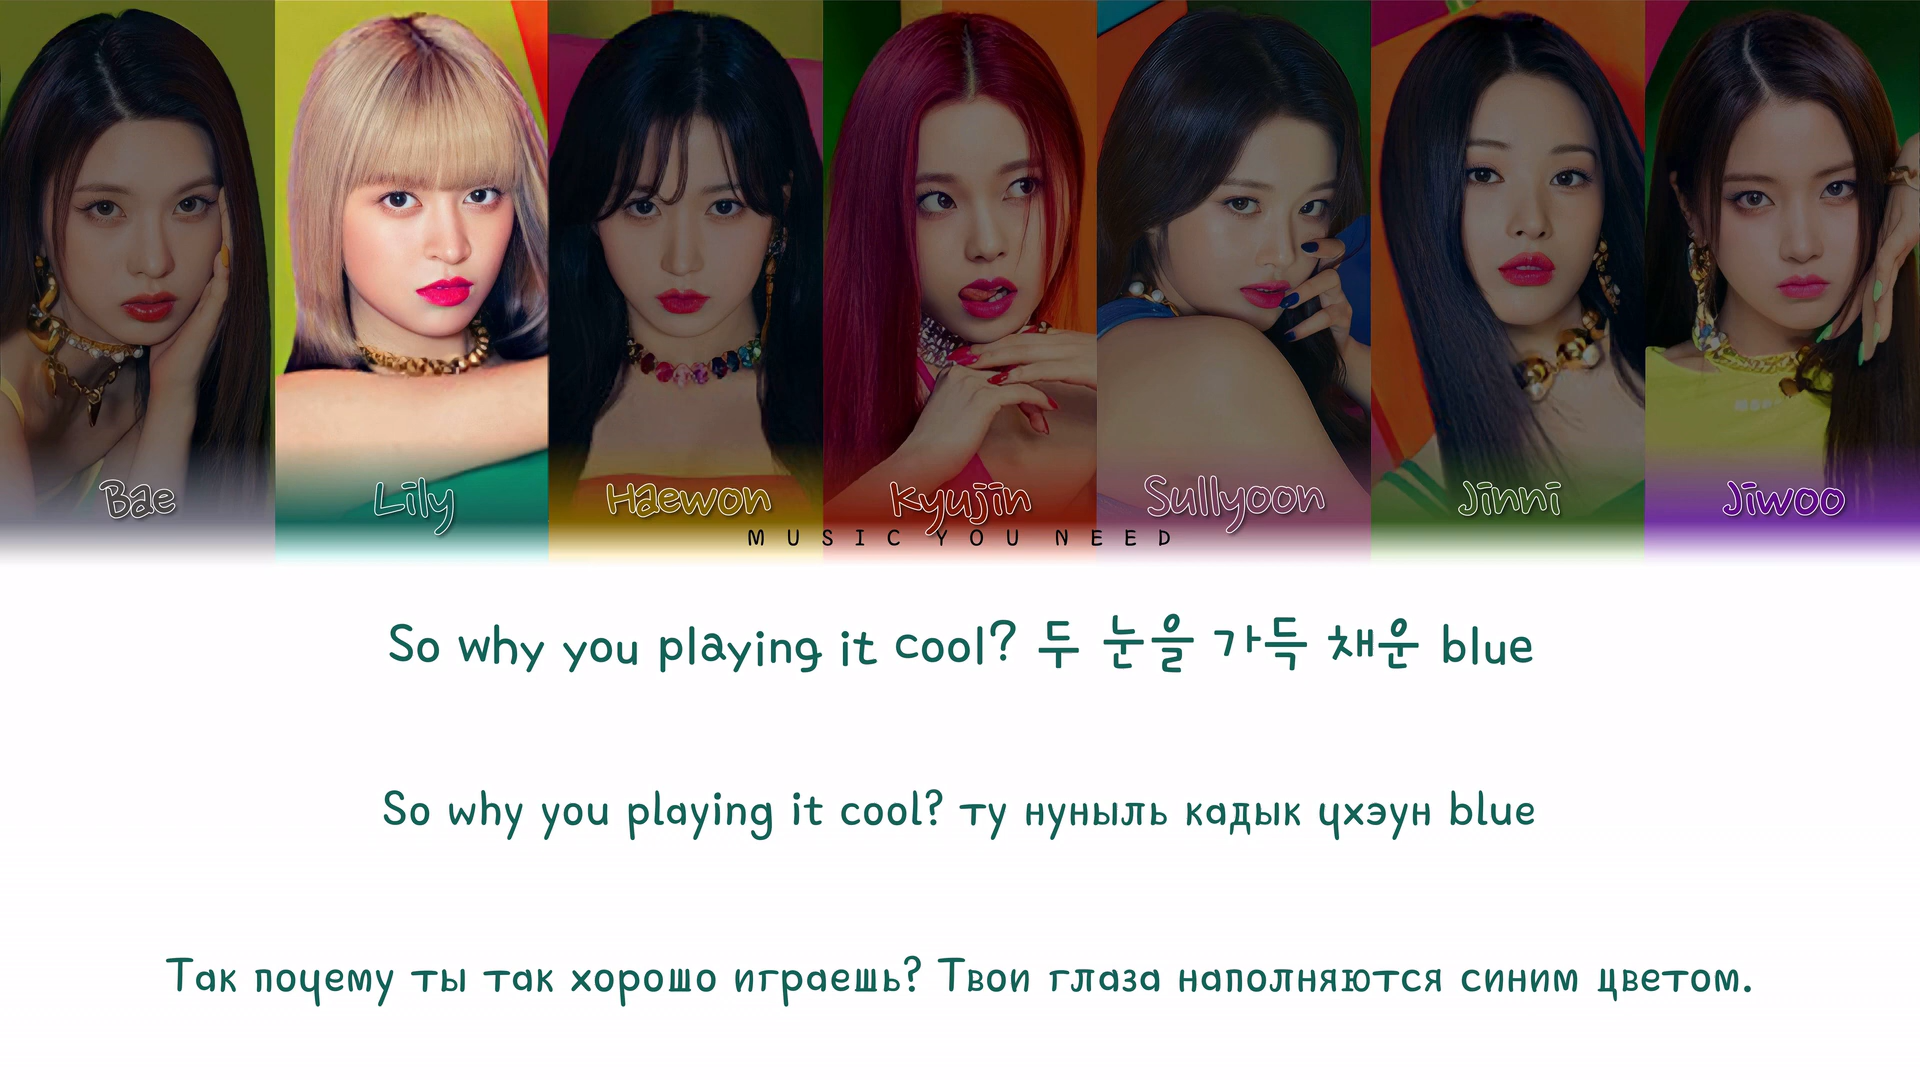 Bae Lily Haewon Kyujin Sullyoon Jinni Jiwoo
MUSIC YOU NEED
So why you playing it cool? 두 눈을 가득 채운 blue
So why you playing it cool? ту нуныль кадык чхэун blue
Так почему ты так хорошо играешь? Твои глаза наполняются синим цветом.